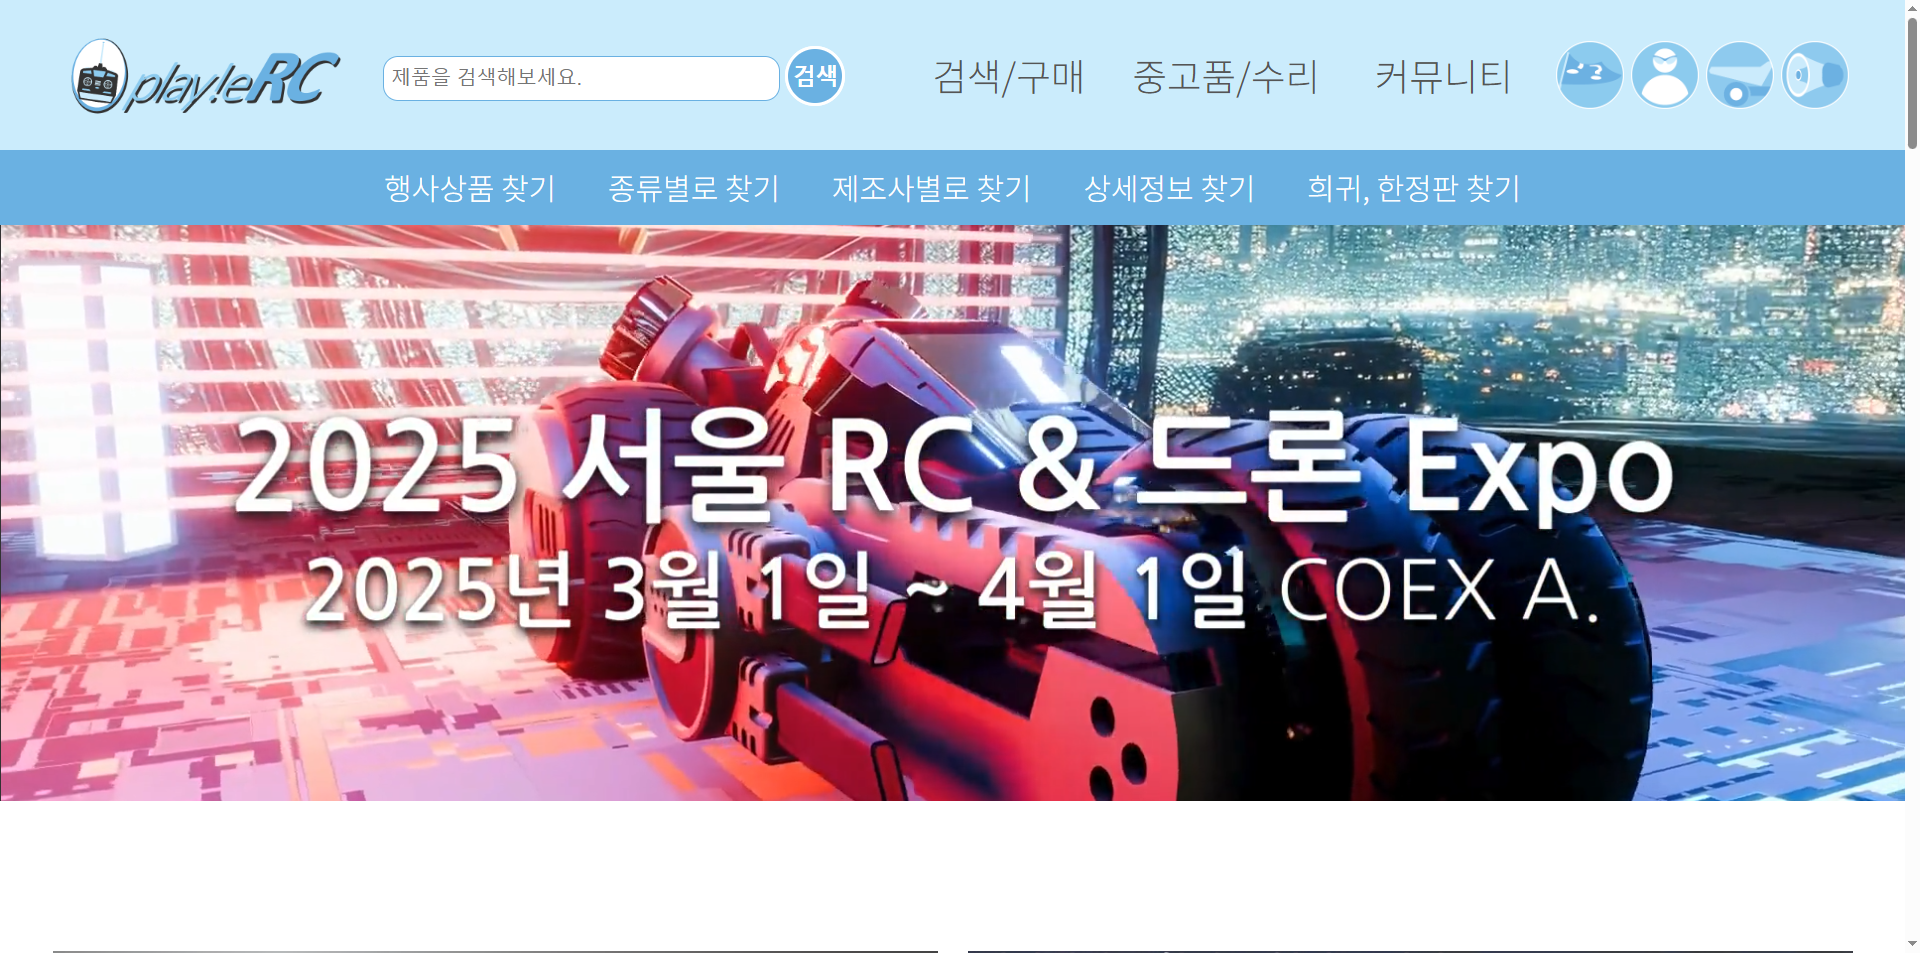 play!eRC
제품을 검색해보세요.
검색
검색/구매
중고품/수리
커뮤니티
?
행사상품 찾기
종류별로 찾기
제조사별로 찾기
상세정보 찾기
희귀, 한정판 찾기
2025 서울 RC & 드론 Expo
2025년 3월 1일 ~ 4월 1일 COEX A.